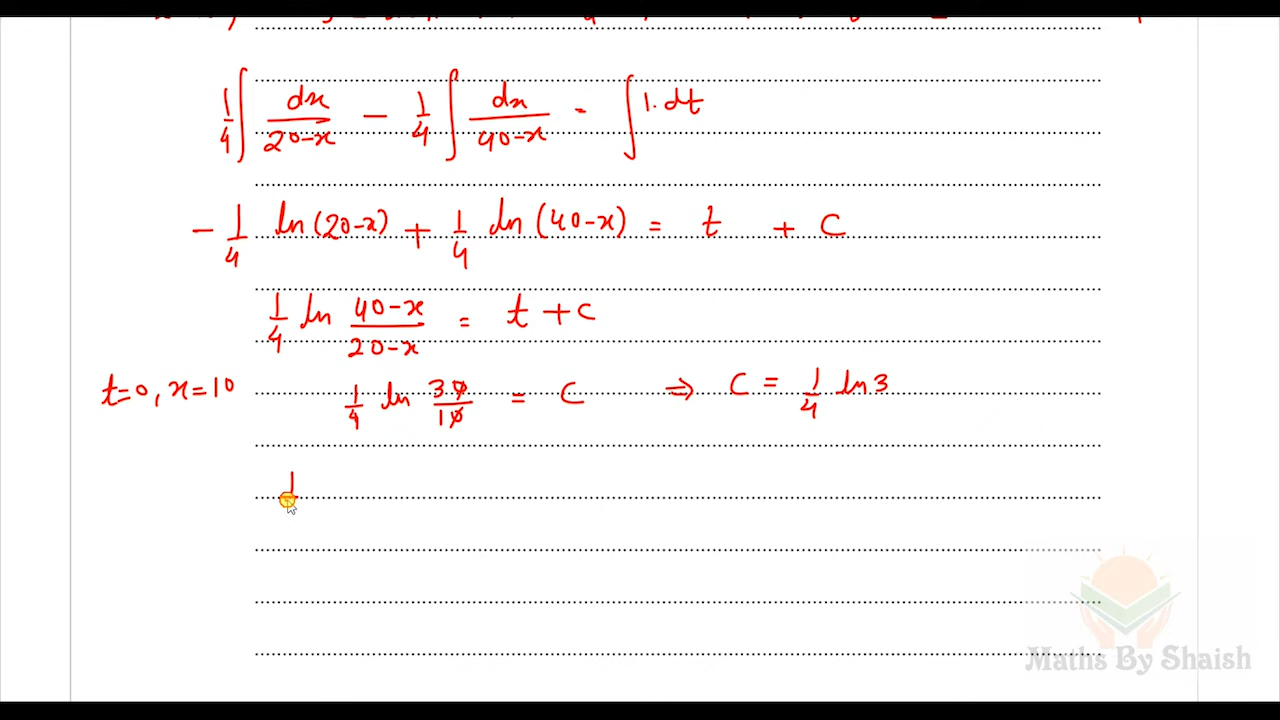 1/4 ∫ dx/20-x - 1/4 ∫ dx/40-x = ∫ 1. dt
- 1/4 ln(20-x) + 1/4 ln(40-x) = t + C
1/4 ln 40-x/20-x = t + C
t=0, x=10 1/4 ln 30/10 = C ⇒ C = 1/4 ln 3
1
Maths By Shaish